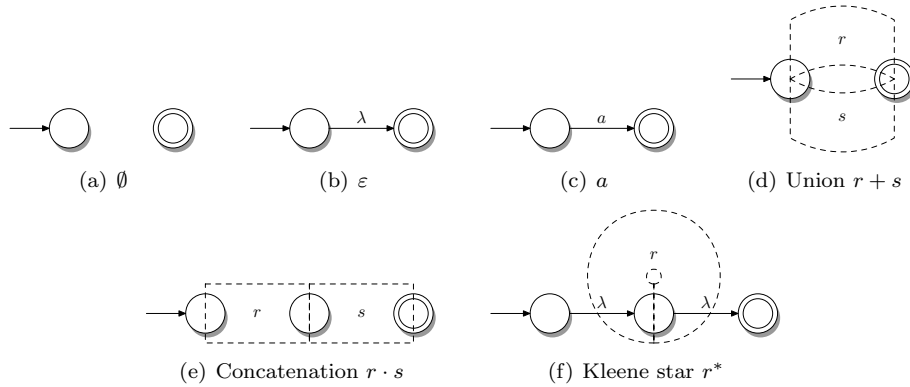 r
s
λ
a
(a) ∅
(b) ε
(c) a
(d) Union r + s
r
r
s
λ
λ
(e) Concatenation r · s
(f) Kleene star r*